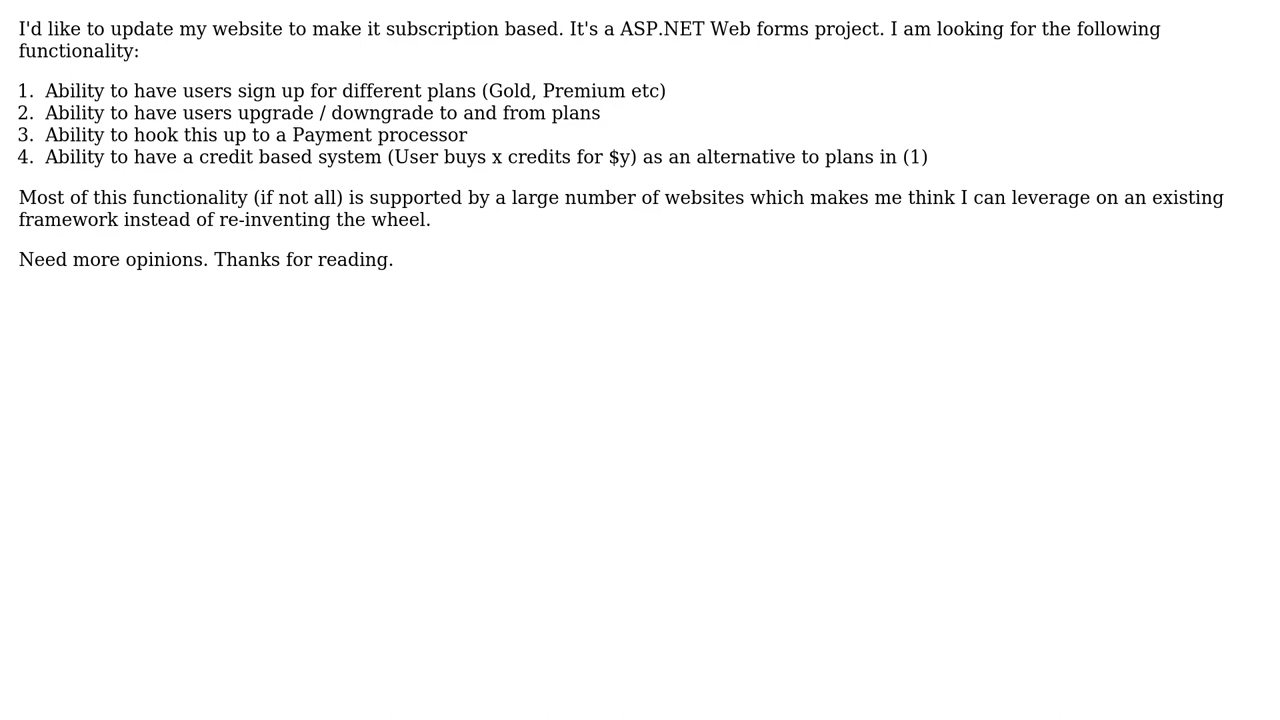 I'd like to update my website to make it subscription based. It's a ASP.NET Web forms project. I am looking for the following
functionality:
1. Ability to have users sign up for different plans (Gold, Premium etc)
2. Ability to have users upgrade / downgrade to and from plans
3. Ability to hook this up to a Payment processor
4. Ability to have a credit based system (User buys x credits for $y) as an alternative to plans in (1)
Most of this functionality (if not all) is supported by a large number of websites which makes me think I can leverage on an existing
framework instead of re-inventing the wheel.
Need more opinions. Thanks for reading.